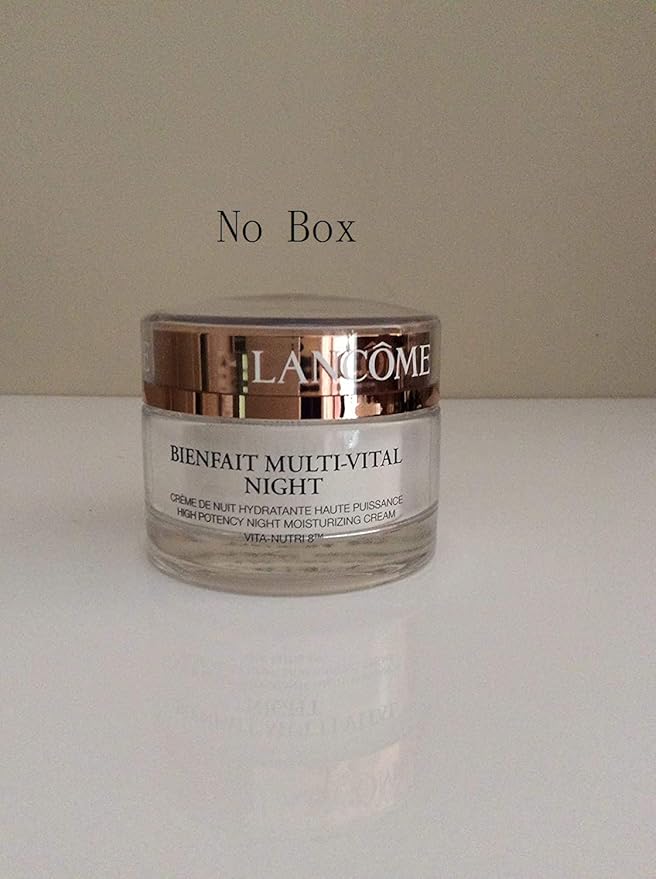 No Box
LANCÔME
BIENFAIT MULTI-VITAL
NIGHT
CRÈME DE NUIT HYDRATANTE HAUTE PUISSANCE
HIGH POTENCY NIGHT MOISTURIZING CREAM
VITA-NUTRI 8™